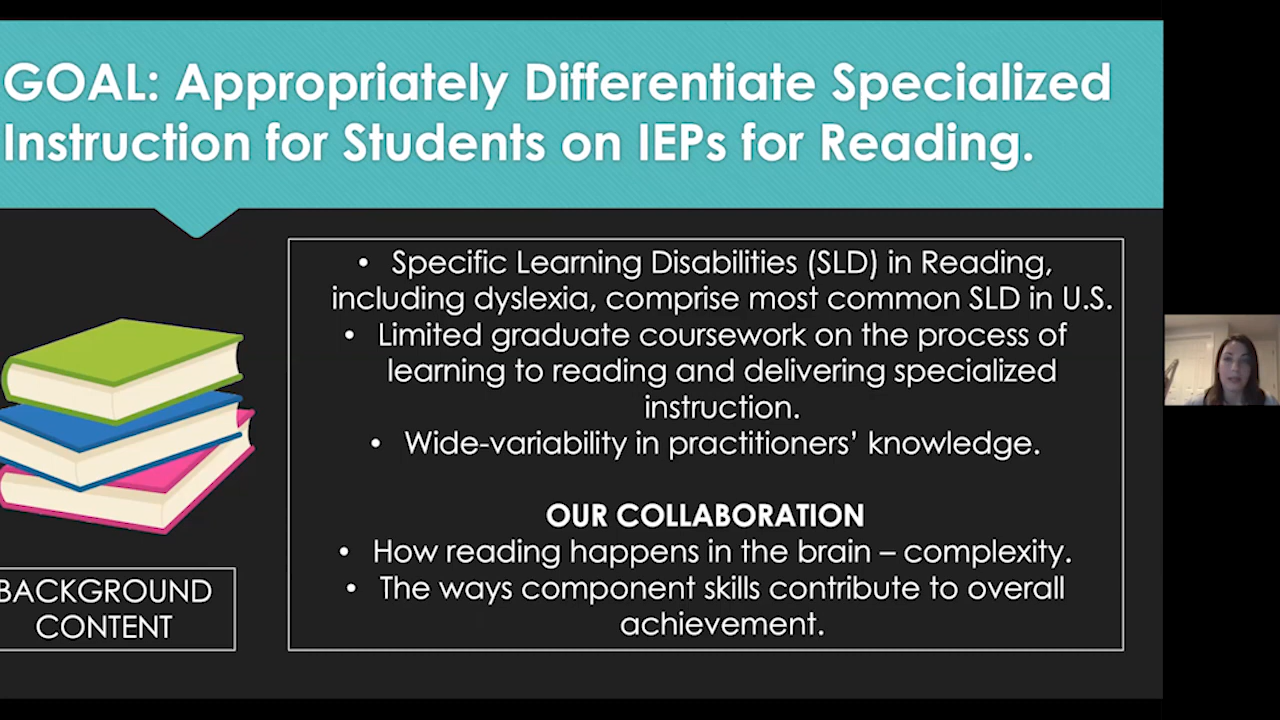 GOAL: Appropriately Differentiate Specialized
Instruction for Students on IEPs for Reading.
• Specific Learning Disabilities (SLD) in Reading,
including dyslexia, comprise most common SLD in U.S.
• Limited graduate coursework on the process of
learning to reading and delivering specialized
instruction.
• Wide-variability in practitioners’ knowledge.
OUR COLLABORATION
• How reading happens in the brain – complexity.
• The ways component skills contribute to overall
achievement.
BACKGROUND
CONTENT